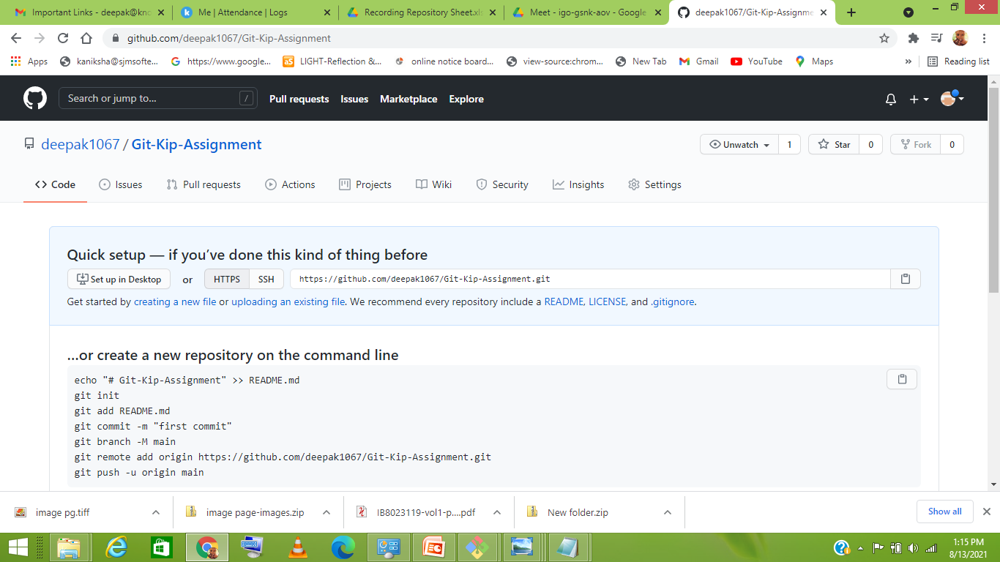 Important Links - deepak@kno
Me | Attendance | Logs
Recording Repository Sheet.xls
Meet - igo-gsnk-aov - Google
deepak1067/Git-Kip-Assignme
github.com/deepak1067/Git-Kip-Assignment
Apps
kaniksha@sjmsofte...
https://www.google...
LIGHT-Reflection &...
online notice board...
view-source:chrom...
New Tab
Gmail
YouTube
Maps
»
Reading list
Search or jump to...
/
Pull requests
Issues
Marketplace
Explore
deepak1067 / Git-Kip-Assignment
Unwatch
1
Star
0
Fork
0
Code
Issues
Pull requests
Actions
Projects
Wiki
Security
Insights
Settings
Quick setup — if you’ve done this kind of thing before
Set up in Desktop
or
HTTPS
SSH
https://github.com/deepak1067/Git-Kip-Assignment.git
Get started by creating a new file or uploading an existing file. We recommend every repository include a README, LICENSE, and .gitignore.
…or create a new repository on the command line
echo "# Git-Kip-Assignment" >> README.md
git init
git add README.md
git commit -m "first commit"
git branch -M main
git remote add origin https://github.com/deepak1067/Git-Kip-Assignment.git
git push -u origin main
image pg.tiff
image page-images.zip
IB8023119-vol1-p....pdf
New folder.zip
Show all
1:15 PM
8/13/2021